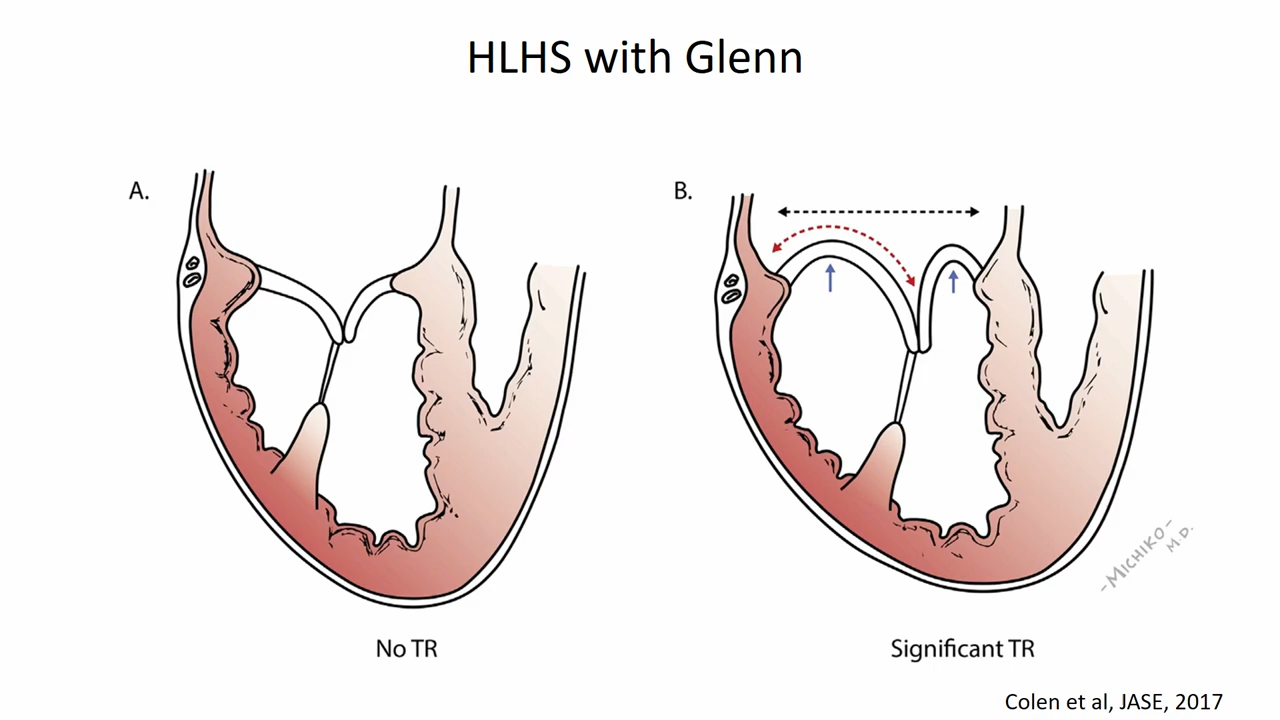 HLHS with Glenn
A.
B.
No TR
Significant TR
-MICHIKO-
M.D.
Colen et al, JASE, 2017